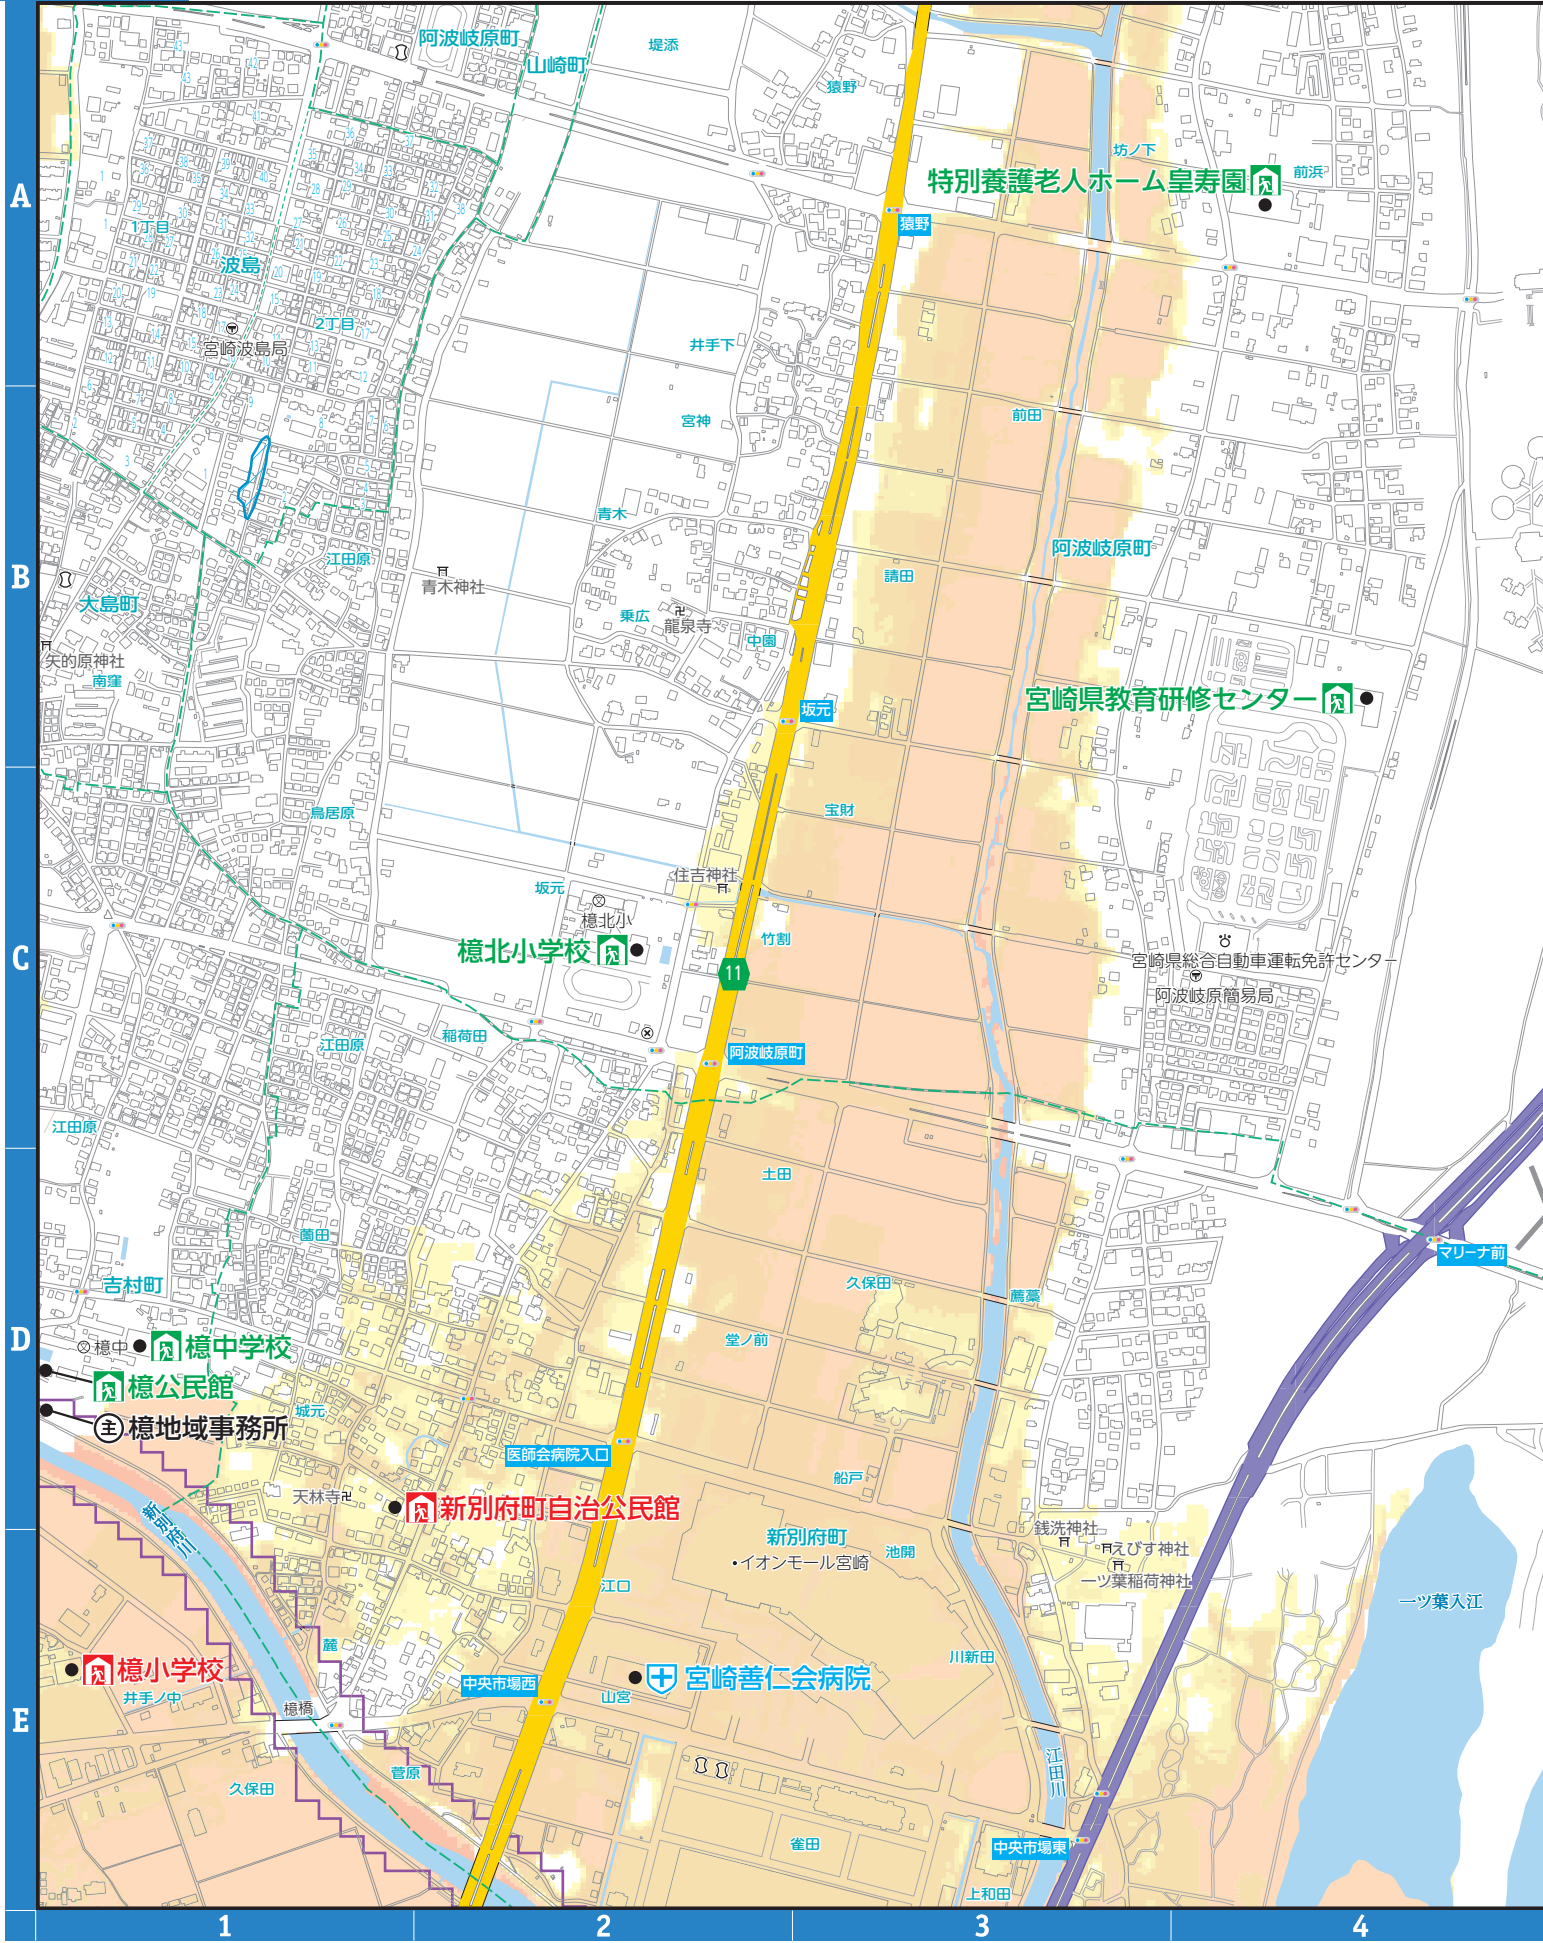 阿波岐原町
山崎町
堤添
猿野
坊ノ下
特別養護老人ホーム皇寿園
前浜
A
1丁目
猿野
波島
2丁目
宮崎波島局
井手下
宮神
前田
青木
阿波岐原町
江田原
青木神社
請田
B
大島町
乗広
龍泉寺
中園
矢的原神社
南窪
宮崎県教育研修センター
坂元
鳥居原
宝財
住吉神社
坂元
檍北小
竹割
檍北小学校
C
宮崎県総合自動車運転免許センター
11
阿波岐原簡易局
稲荷田
江田原
阿波岐原町
江田原
土田
薗田
マリーナ前
吉村町
久保田
薦藁
堂ノ前
D
檍中
檍中学校
檍公民館
城元
檍地域事務所
主
医師会病院入口
船戸
天林寺
新別府町自治公民館
新別府川
新別府町
銭洗神社
イオンモール宮崎
池開
えびす神社
一ツ葉稲荷神社
江口
一ツ葉入江
麓
川新田
檍小学校
井手ノ中
中央市場西
宮崎善仁会病院
山宮
檍橋
E
菅原
久保田
江田川
雀田
中央市場東
上和田
1
2
3
4